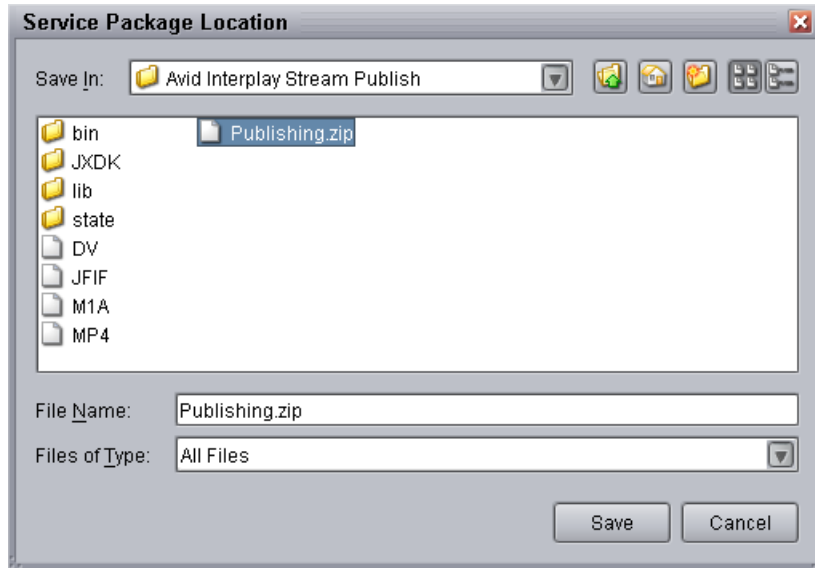 Service Package Location
Save In: Avid Interplay Stream Publish
bin
JXDK
lib
state
DV
JFIF
M1A
MP4
Publishing.zip
File Name: Publishing.zip
Files of Type: All Files
Save Cancel